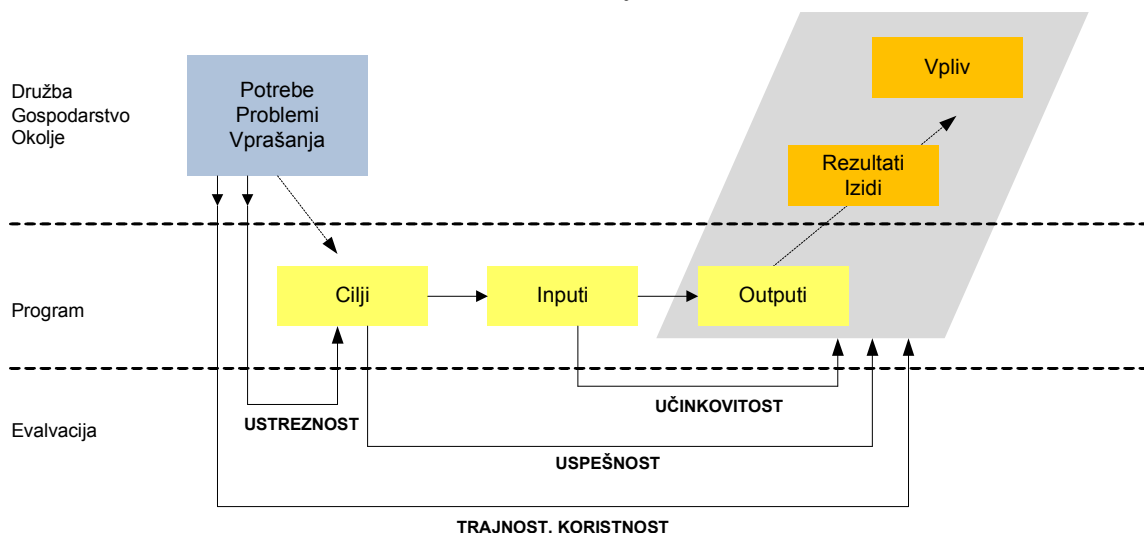 Družba
Gospodarstvo
Okolje
Potrebe
Problemi
Vprašanja
Vpliv
Rezultati
Izidi
Program
Cilji
Inputi
Outputi
Evalvacija
USTREZNOST
UČINKOVITOST
USPEŠNOST
TRAJNOST, KORISTNOST